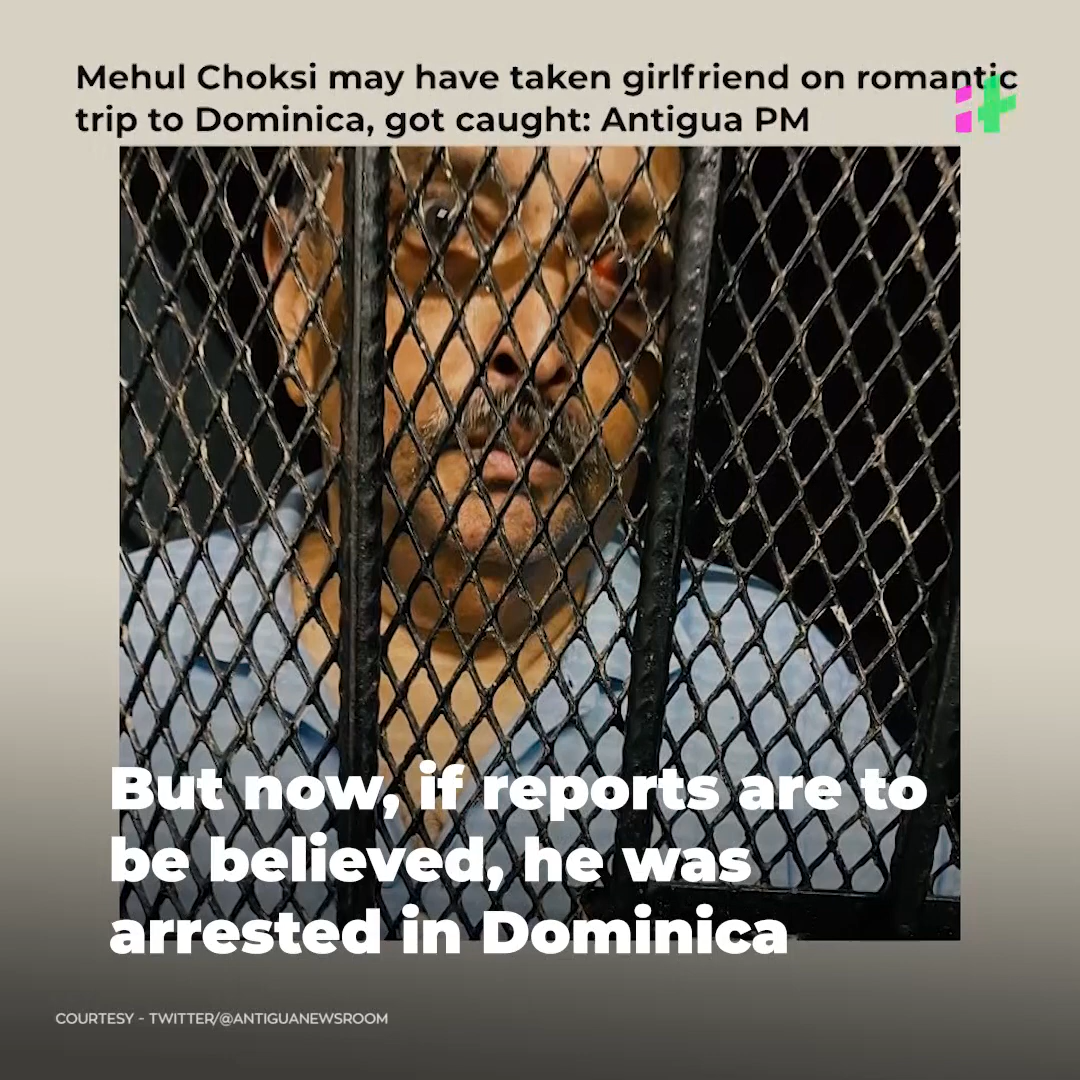 Mehul Choksi may have taken girlfriend on romantic
trip to Dominica, got caught: Antigua PM
But now, if reports are to
be believed, he was
arrested in Dominica
COURTESY - TWITTER/@ANTIGUANEWSROOM